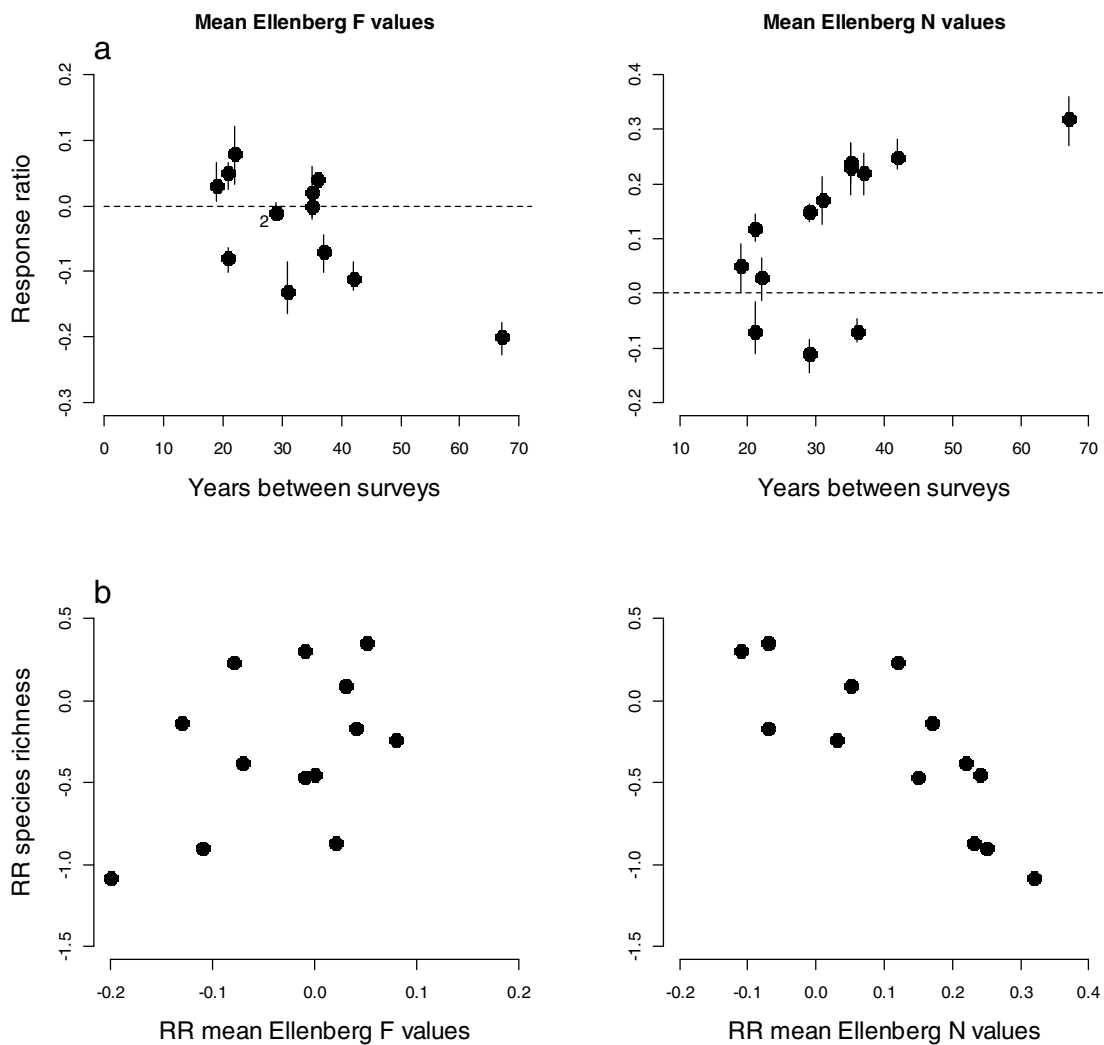 Mean Ellenberg F values
Mean Ellenberg N values
a
Response ratio
0.2
0.1
0.0
-0.1
-0.2
-0.3
2
0 10 20 30 40 50 60 70
Years between surveys
0.4
0.3
0.2
0.1
0.0
-0.1
-0.2
10 20 30 40 50 60 70
Years between surveys
b
RR species richness
0.5
0.0
-0.5
-1.0
-1.5
-0.2 -0.1 0.0 0.1 0.2
RR mean Ellenberg F values
0.5
0.0
-0.5
-1.0
-1.5
-0.2 -0.1 0.0 0.1 0.2 0.3 0.4
RR mean Ellenberg N values